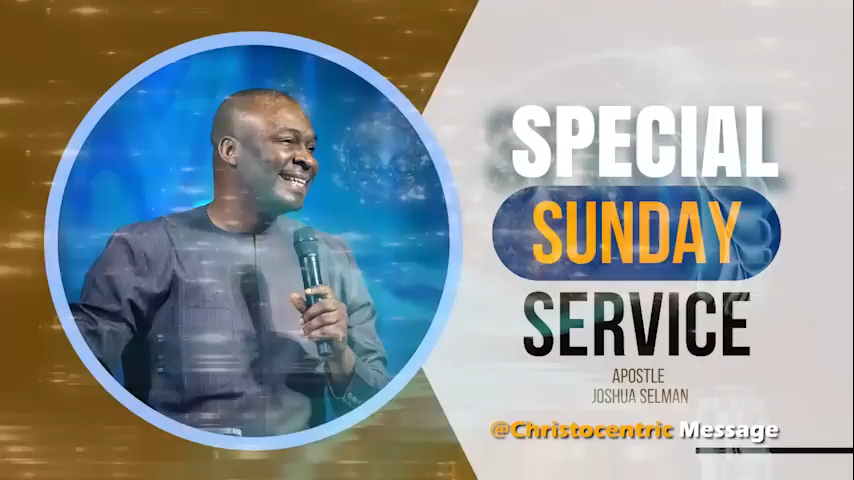 SPECIAL
SUNDAY
SERVICE
APOSTLE
JOSHUA SELMAN
@Christocentric Message